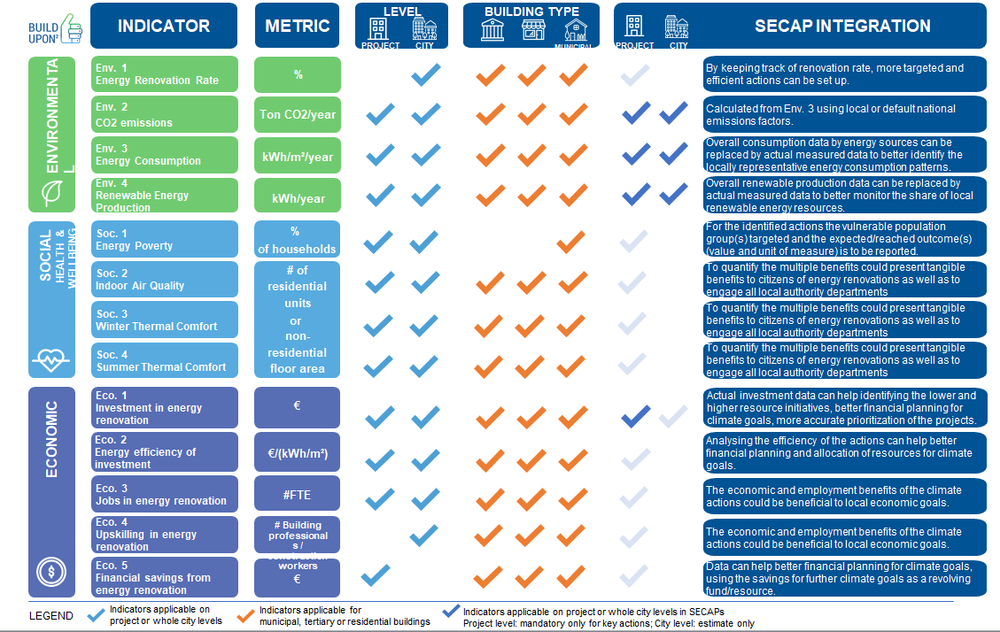 BUILD
UPON²
INDICATOR
METRIC
LEVEL
PROJECT
CITY
BUILDING TYPE
MUNICIPAL
PROJECT
CITY
SECAP INTEGRATION
ENVIRONMENTA
L
Env. 1
Energy Renovation Rate
%
By keeping track of renovation rate, more targeted and
efficient actions can be set up.
Env. 2
CO2 emissions
Ton CO2/year
Calculated from Env. 3 using local or default national
emissions factors.
Env. 3
Energy Consumption
kWh/m²/year
Overall consumption data by energy sources can be
replaced by actual measured data to better identify the
locally representative energy consumption patterns.
Env. 4
Renewable Energy
Production
kWh/year
Overall renewable production data can be replaced by
actual measured data to better monitor the share of local
renewable energy resources.
SOCIAL
HEALTH &
WELLBEING
Soc. 1
Energy Poverty
%
of households
For the identified actions the vulnerable population
group(s) targeted and the expected/reached outcome(s)
(value and unit of measure) is to be reported.
Soc. 2
Indoor Air Quality
# of
residential
units
or
non-
residential
floor area
To quantify the multiple benefits could present tangible
benefits to citizens of energy renovations as well as to
engage all local authority departments
Soc. 3
Winter Thermal Comfort
To quantify the multiple benefits could present tangible
benefits to citizens of energy renovations as well as to
engage all local authority departments
Soc. 4
Summer Thermal Comfort
To quantify the multiple benefits could present tangible
benefits to citizens of energy renovations as well as to
engage all local authority departments
ECONOMIC
Eco. 1
Investment in energy
renovation
€
Actual investment data can help identifying the lower and
higher resource initiatives, better financial planning for
climate goals, more accurate prioritization of the projects.
Eco. 2
Energy efficiency of
investment
€/(kWh/m²)
Analysing the efficiency of the actions can help better
financial planning and allocation of resources for climate
goals.
Eco. 3
Jobs in energy renovation
#FTE
The economic and employment benefits of the climate
actions could be beneficial to local economic goals.
Eco. 4
Upskilling in energy
renovation
# Building
professional
s /
construction
workers
The economic and employment benefits of the climate
actions could be beneficial to local economic goals.
Eco. 5
Financial savings from
energy renovation
€
Data can help better financial planning for climate goals,
using the savings for further climate goals as a revolving
fund/resource.
$
LEGEND
Indicators applicable on
project or whole city levels
Indicators applicable for
municipal, tertiary or residential buildings
Indicators applicable on project or whole city levels in SECAPs
Project level: mandatory only for key actions; City level: estimate only